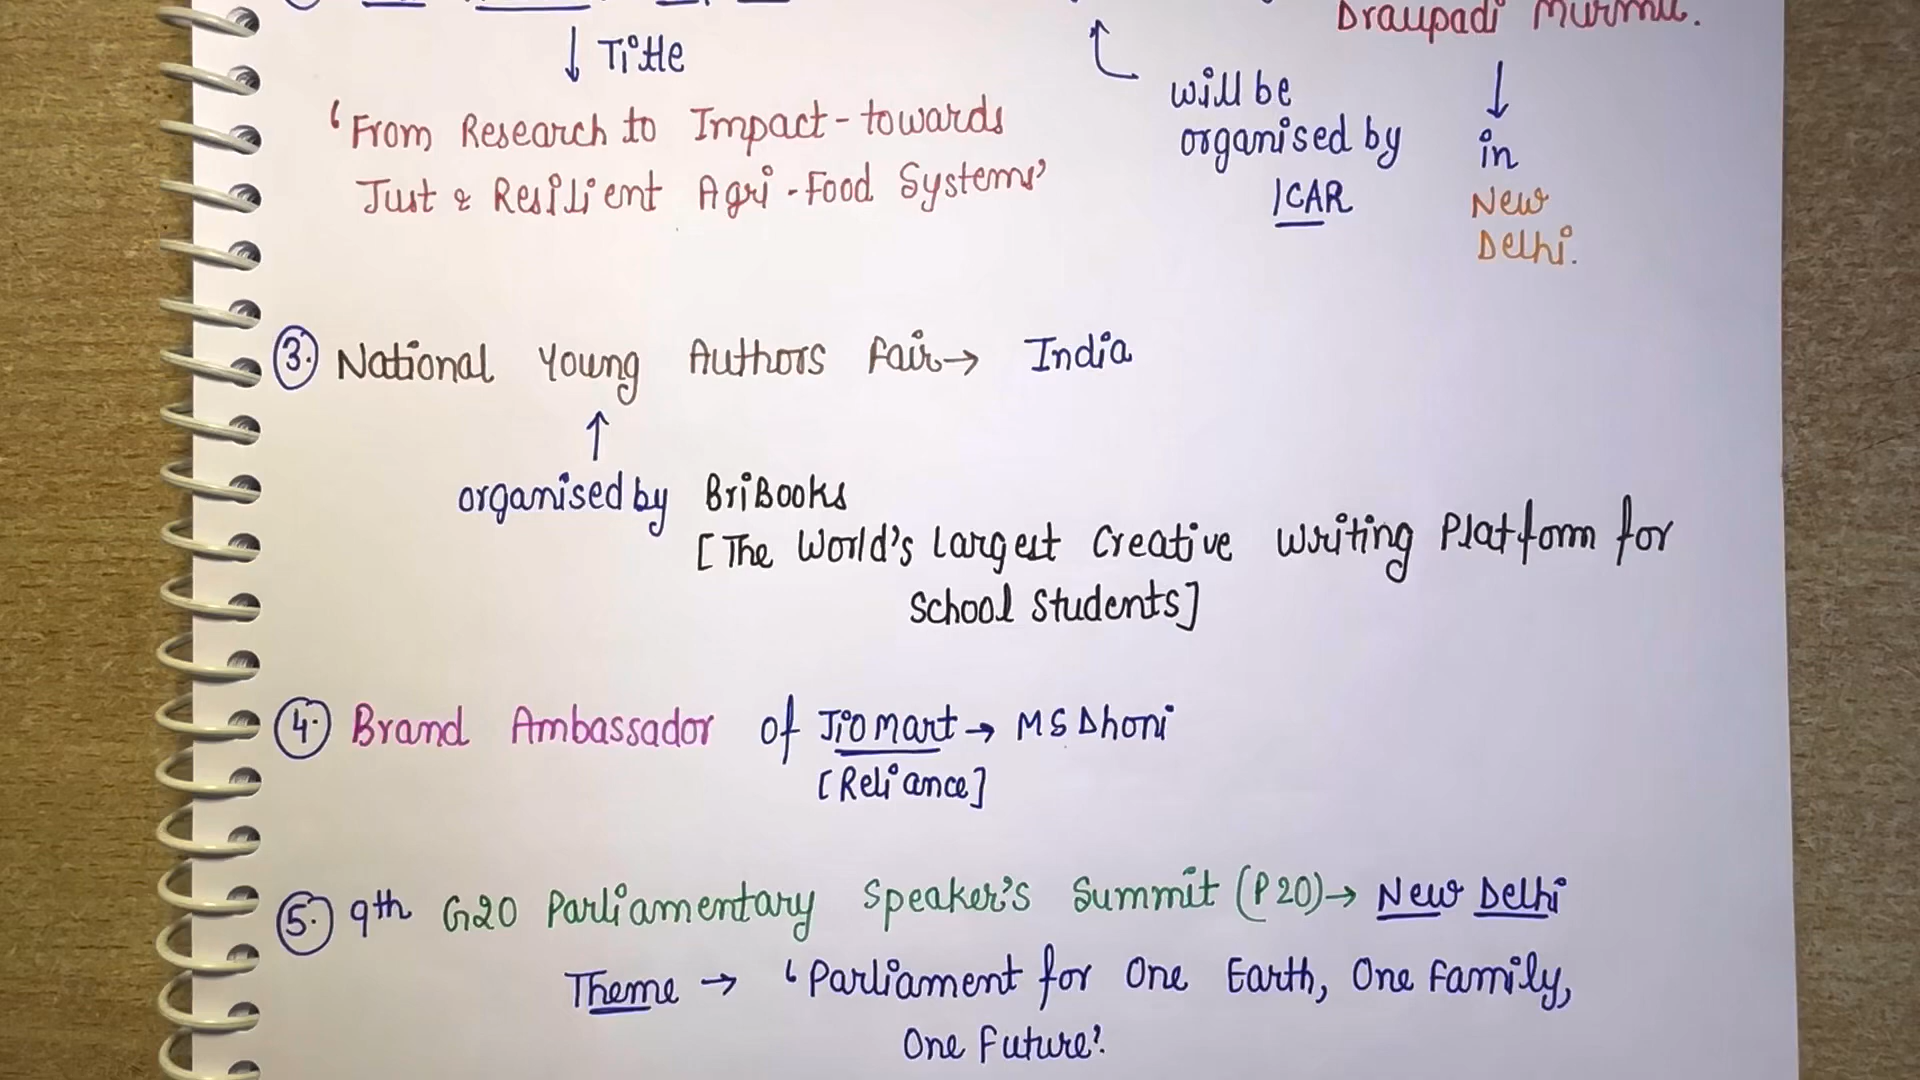 Draupadi Murmu.
↓ Title
will be
organised by
ICAR
↓
in
New
Delhi.
'From Research to Impact - towards
Just & Resilient Agri-Food Systems'
3. National Young Authors Fair → India
↑
organised by BriBooks
[The World's Largest Creative Writing Platform for
School Students]
4. Brand Ambassador of Jio mart → MS Dhoni
[Reliance]
5. 9th G20 Parliamentary Speaker's Summit (P20) → New Delhi
Theme → 'Parliament for One Earth, One Family,
One Future'.